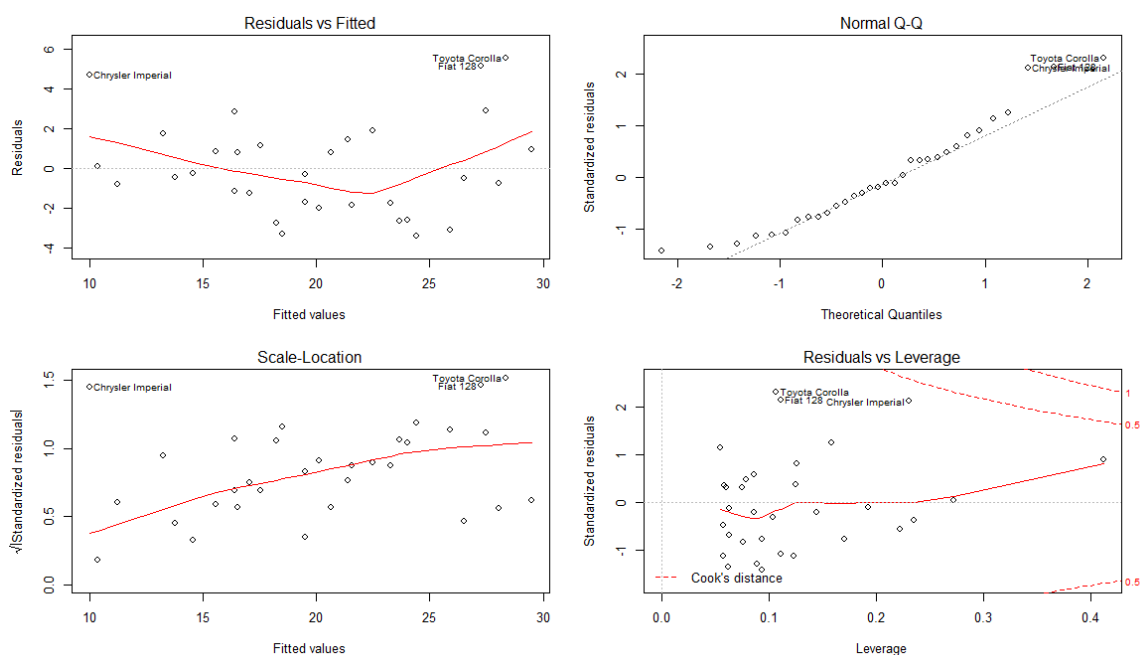 Residuals vs Fitted
Residuals
6
4
2
0
-2
-4
Toyota Corolla
Fiat 128
Chrysler Imperial
10
15
20
25
30
Fitted values
Normal Q-Q
Standardized residuals
2
1
0
-1
Toyota Corolla
Fiat 128
Chrysler Imperial
-2
-1
0
1
2
Theoretical Quantiles
Scale-Location
√|Standardized residuals|
1.5
1.0
0.5
0.0
Toyota Corolla
Fiat 128
Chrysler Imperial
10
15
20
25
30
Fitted values
Residuals vs Leverage
Standardized residuals
2
1
0
-1
Toyota Corolla
Fiat 128
Chrysler Imperial
1
0.5
0.5
Cook's distance
0.0
0.1
0.2
0.3
0.4
Leverage